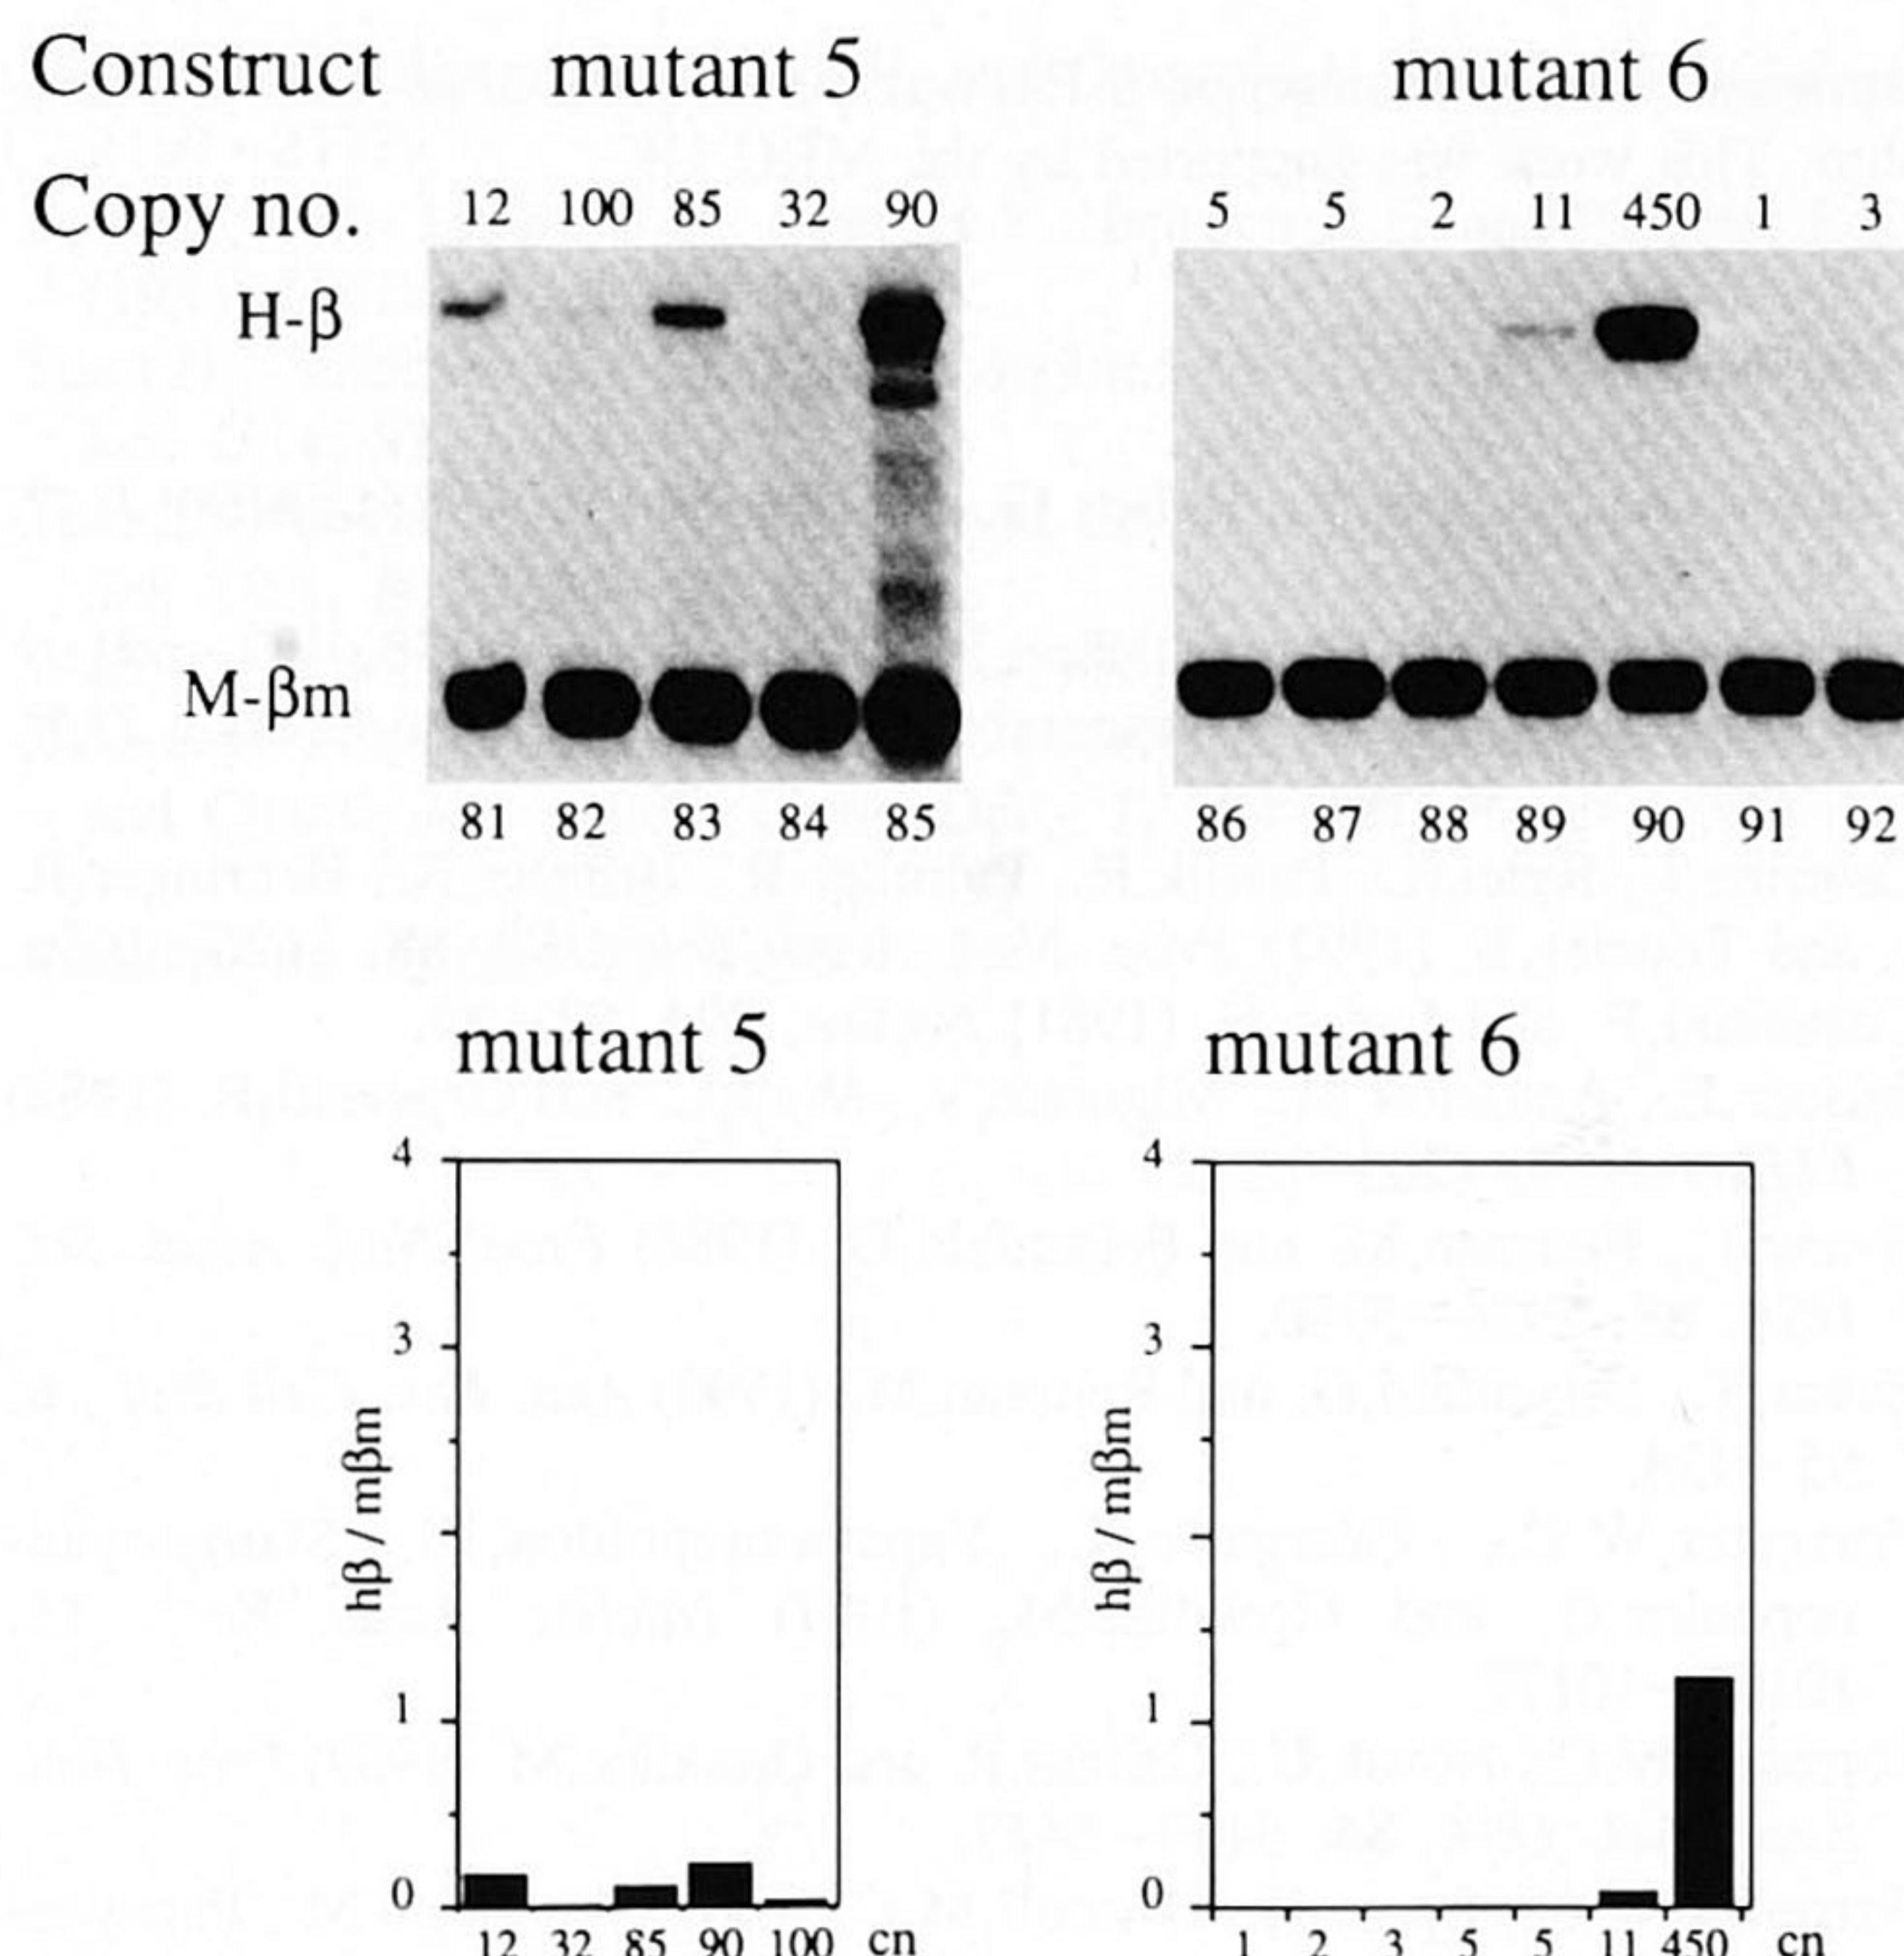 Construct mutant 5 mutant 6
Copy no. 12 100 85 32 90 5 5 2 11 450 1 3
H-β
M-βm
81 82 83 84 85 86 87 88 89 90 91 92
mutant 5 mutant 6
4 4
3 3
hβ / mβm hβ / mβm
1 1
0 0
12 32 85 90 100 cn 1 2 3 5 5 11 450 cn